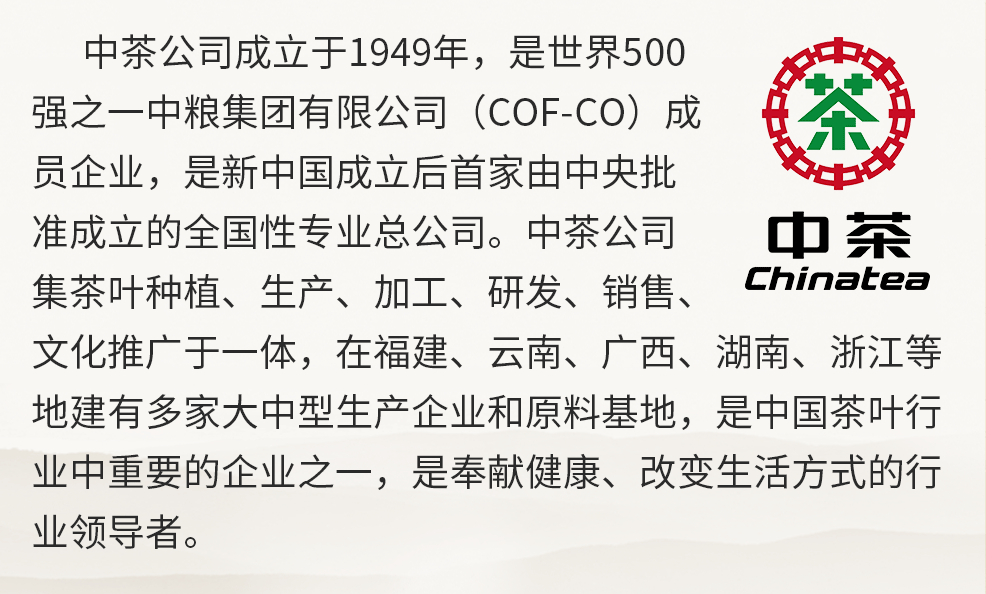 中茶公司成立于1949年，是世界500
强之一中粮集团有限公司（COF-CO）成
员企业，是新中国成立后首家由中央批
准成立的全国性专业总公司。中茶公司
集茶叶种植、生产、加工、研发、销售、
文化推广于一体，在福建、云南、广西、湖南、浙江等
地建有多家大中型生产企业和原料基地，是中国茶叶行
业中重要的企业之一，是奉献健康、改变生活方式的行
业领导者。
茶
中茶
Chinatea